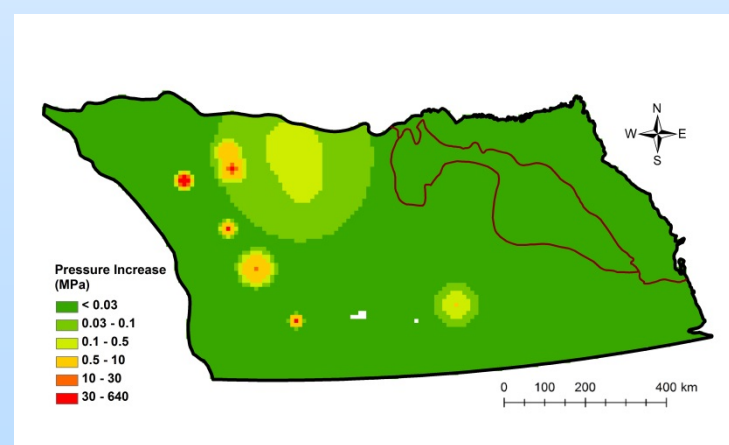 N
W E
S
Pressure Increase
(MPa)
< 0.03
0.03 - 0.1
0.1 - 0.5
0.5 - 10
10 - 30
30 - 640
0 100 200 400 km